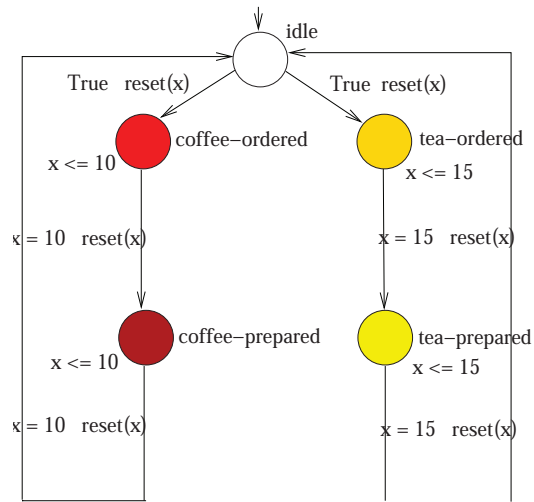 idle
True reset(x)
True reset(x)
coffee–ordered
tea–ordered
x <= 10
x <= 15
x = 10 reset(x)
x = 15 reset(x)
coffee–prepared
tea–prepared
x <= 10
x <= 15
x = 10 reset(x)
x = 15 reset(x)